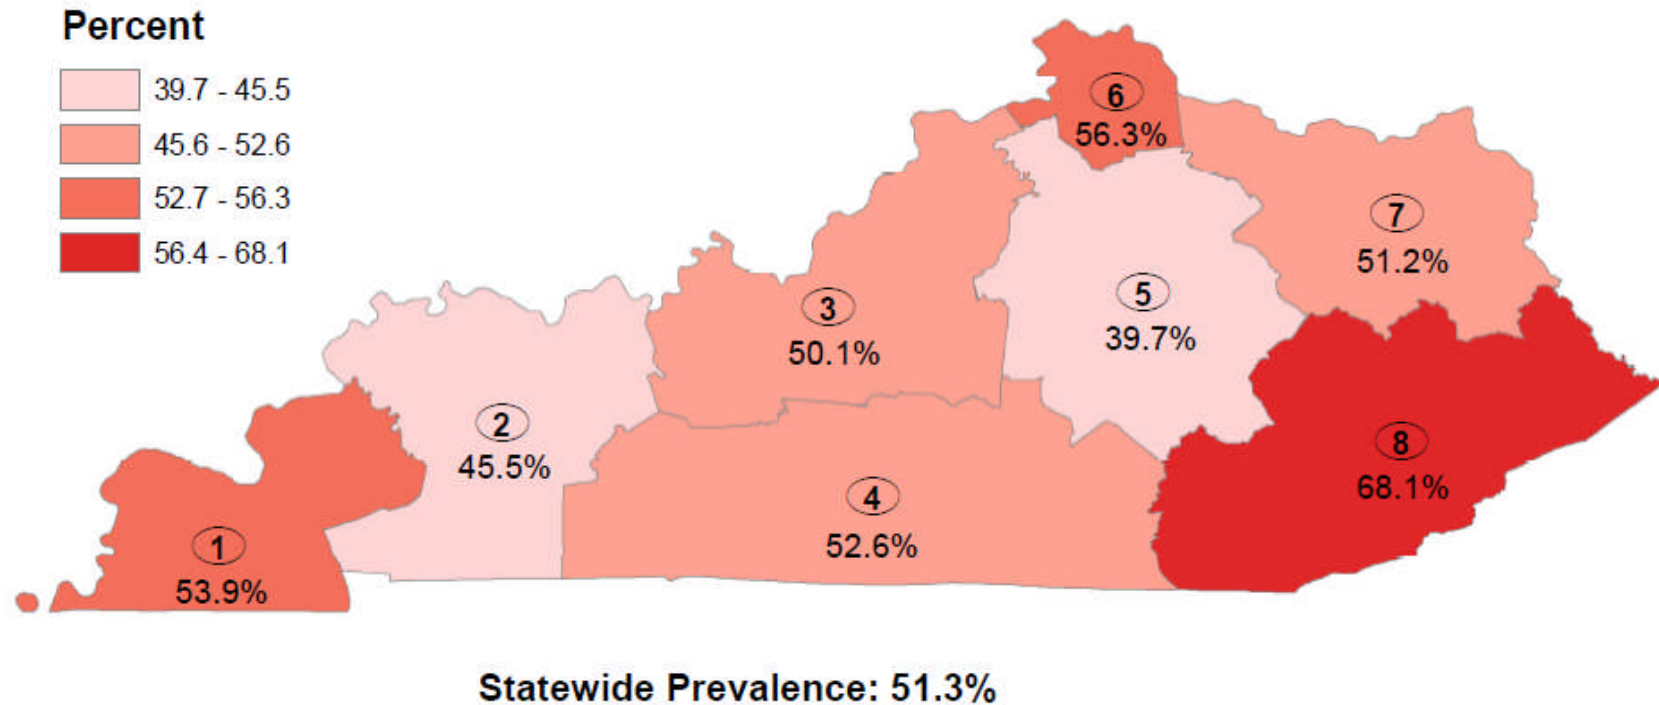 Percent
39.7 - 45.5
45.6 - 52.6
52.7 - 56.3
56.4 - 68.1
6
56.3%
7
51.2%
5
39.7%
3
50.1%
2
45.5%
8
68.1%
4
52.6%
1
53.9%
Statewide Prevalence: 51.3%